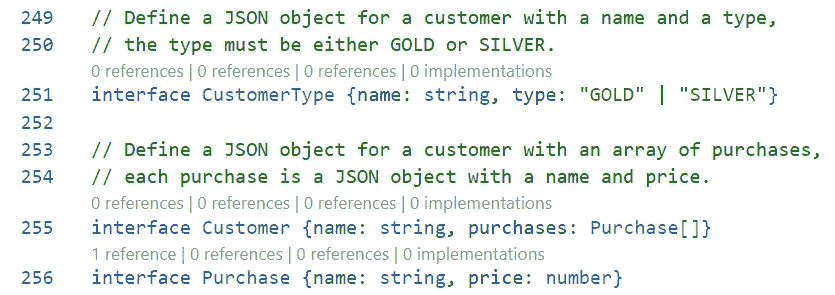 249 // Define a JSON object for a customer with a name and a type,
250 // the type must be either GOLD or SILVER.
0 references | 0 references | 0 references | 0 implementations
251 interface CustomerType {name: string, type: "GOLD" | "SILVER"}
252
253 // Define a JSON object for a customer with an array of purchases,
254 // each purchase is a JSON object with a name and price.
0 references | 0 references | 0 references | 0 implementations
255 interface Customer {name: string, purchases: Purchase[]}
1 reference | 0 references | 0 references | 0 implementations
256 interface Purchase {name: string, price: number}